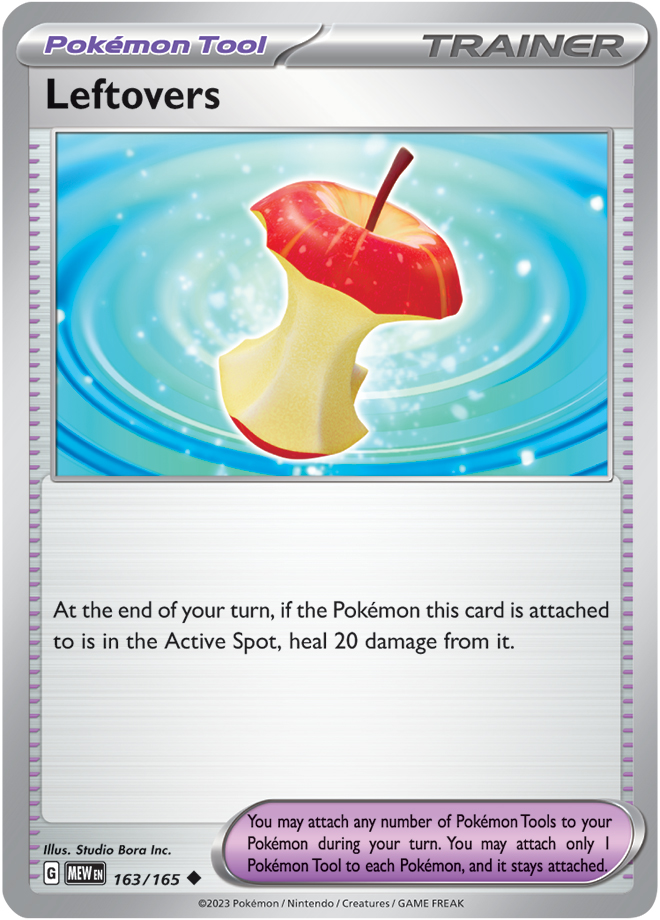 Pokémon Tool
TRAINER
Leftovers
At the end of your turn, if the Pokémon this card is attached
to is in the Active Spot, heal 20 damage from it.
You may attach any number of Pokémon Tools to your
Pokémon during your turn. You may attach only 1
Pokémon Tool to each Pokémon, and it stays attached.
Illus. Studio Bora Inc.
G MEW EN 163/165
©2023 Pokémon / Nintendo / Creatures / GAME FREAK